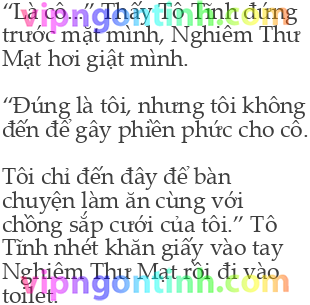 “Là cô...” Thấy Tô Tĩnh đứng
trước mặt mình, Nghiêm Thư
Mạt hơi giật mình.
“Đúng là tôi, nhưng tôi không
đến để gây phiền phức cho cô.
Tôi chỉ đến đây để bàn
chuyện làm ăn cùng với
chồng sắp cưới của tôi.” Tô
Tĩnh nhét khăn giấy vào tay
Nghiêm Thư Mạt rồi đi vào
toilet.
vipngontinh.com
vipngontinh.com